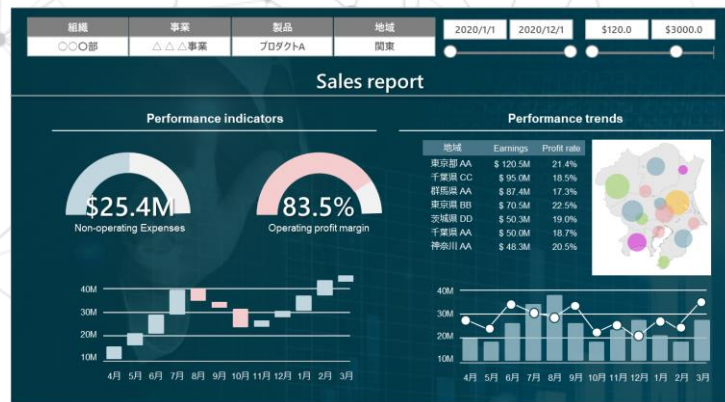 組織 事業 製品 地域
○○○部 △△△事業 プロダクトA 関東
2020/1/1 2020/12/1 $120.0 $3000.0
Sales report
Performance indicators
$25.4M
Non-operating Expenses
83.5%
Operating profit margin
40M
30M
20M
10M
4月 5月 6月 7月 8月 9月 10月 11月 12月 1月 2月 3月
Performance trends
地域 Earnings Profit rate
東京部 AA $ 120.5M 21.4%
千葉県 CC $ 95.0M 18.5%
群馬県 AA $ 87.4M 17.3%
東京県 BB $ 70.5M 22.5%
茨城県 DD $ 50.3M 19.0%
千葉県 AA $ 50.0M 18.7%
神奈川 AA $ 48.3M 20.5%
40M
30M
20M
10M
4月 5月 6月 7月 8月 9月 10月 11月 12月 1月 2月 3月